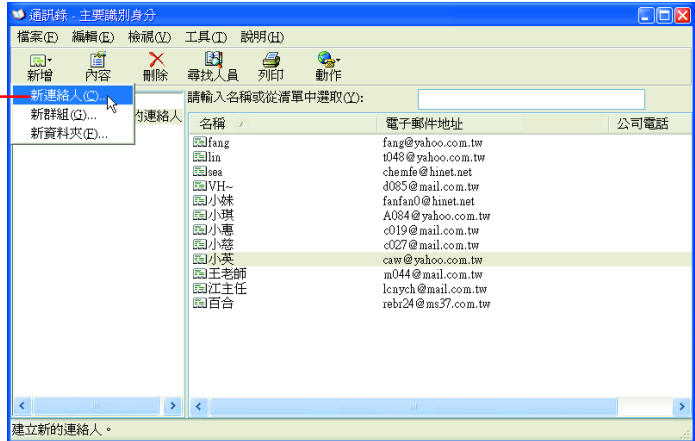 通訊錄 - 主要識別身分
檔案(F) 編輯(E) 檢視(V) 工具(T) 說明(H)
新增 內容 刪除 尋找人員 列印 動作
新連絡人(C)...
新群組(G)...
新資料夾(F)...
的連絡人
請輸入名稱或從清單中選取(Y):
名稱 電子郵件地址 公司電話
fang fang@yahoo.com.tw
lin t048@yahoo.com.tw
sea chemfe@hinet.net
VH~ d085@mail.com.tw
小妹 fanfan0@hinet.net
小琪 A084@yahoo.com.tw
小惠 c019@mail.com.tw
小慈 c027@mail.com.tw
小英 caw@yahoo.com.tw
王老師 m044@mail.com.tw
江主任 lcnych@mail.com.tw
百合 rebr24@ms37.com.tw
建立新的連絡人。